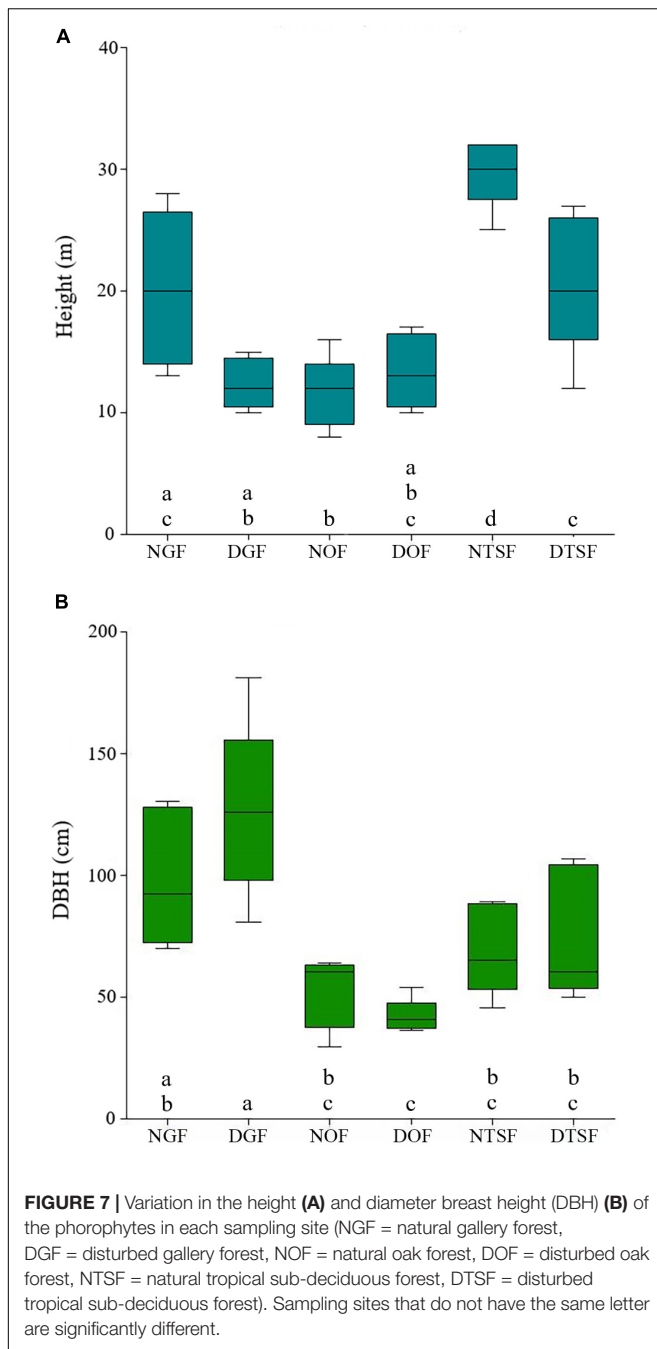 A
40
30
20
10
0
Height (m)
a
a
a
b
c
b
b
c
d
c
NGF
DGF
NOF
DOF
NTSF
DTSF
B
200
150
100
50
0
DBH (cm)
a
b
b
b
b
a
c
c
c
c
NGF
DGF
NOF
DOF
NTSF
DTSF
FIGURE 7 | Variation in the height (A) and diameter breast height (DBH) (B) of
the phorophytes in each sampling site (NGF = natural gallery forest,
DGF = disturbed gallery forest, NOF = natural oak forest, DOF = disturbed oak
forest, NTSF = natural tropical sub-deciduous forest, DTSF = disturbed
tropical sub-deciduous forest). Sampling sites that do not have the same letter
are significantly different.